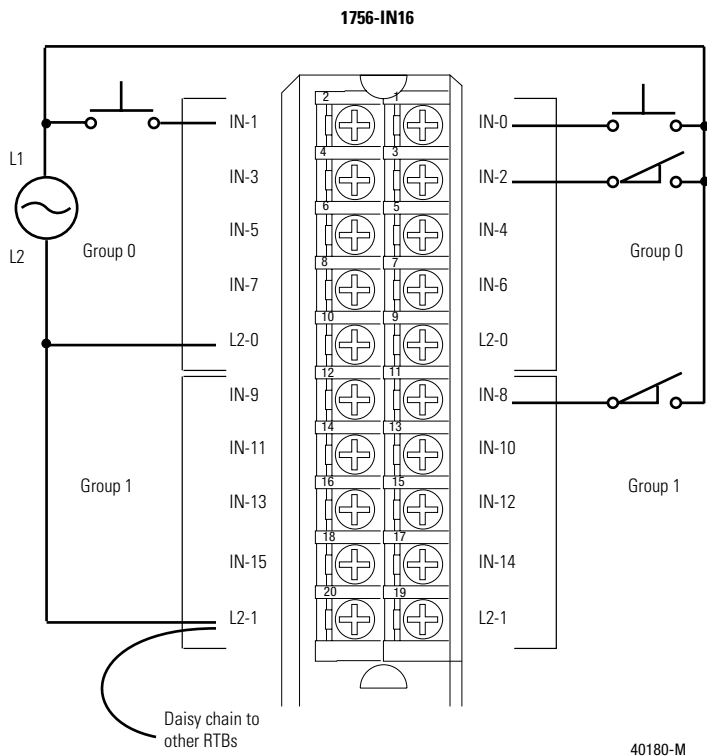 1756-IN16
2 1
IN-1 IN-0
4 3
L1
IN-3 IN-2
6 5
IN-5 IN-4
L2 Group 0 Group 0
8 7
IN-7 IN-6
10 9
L2-0 L2-0
12 11
IN-9 IN-8
14 13
IN-11 IN-10
16 15
Group 1 Group 1
IN-13 IN-12
18 17
IN-15 IN-14
20 19
L2-1 L2-1
Daisy chain to
other RTBs
40180-M